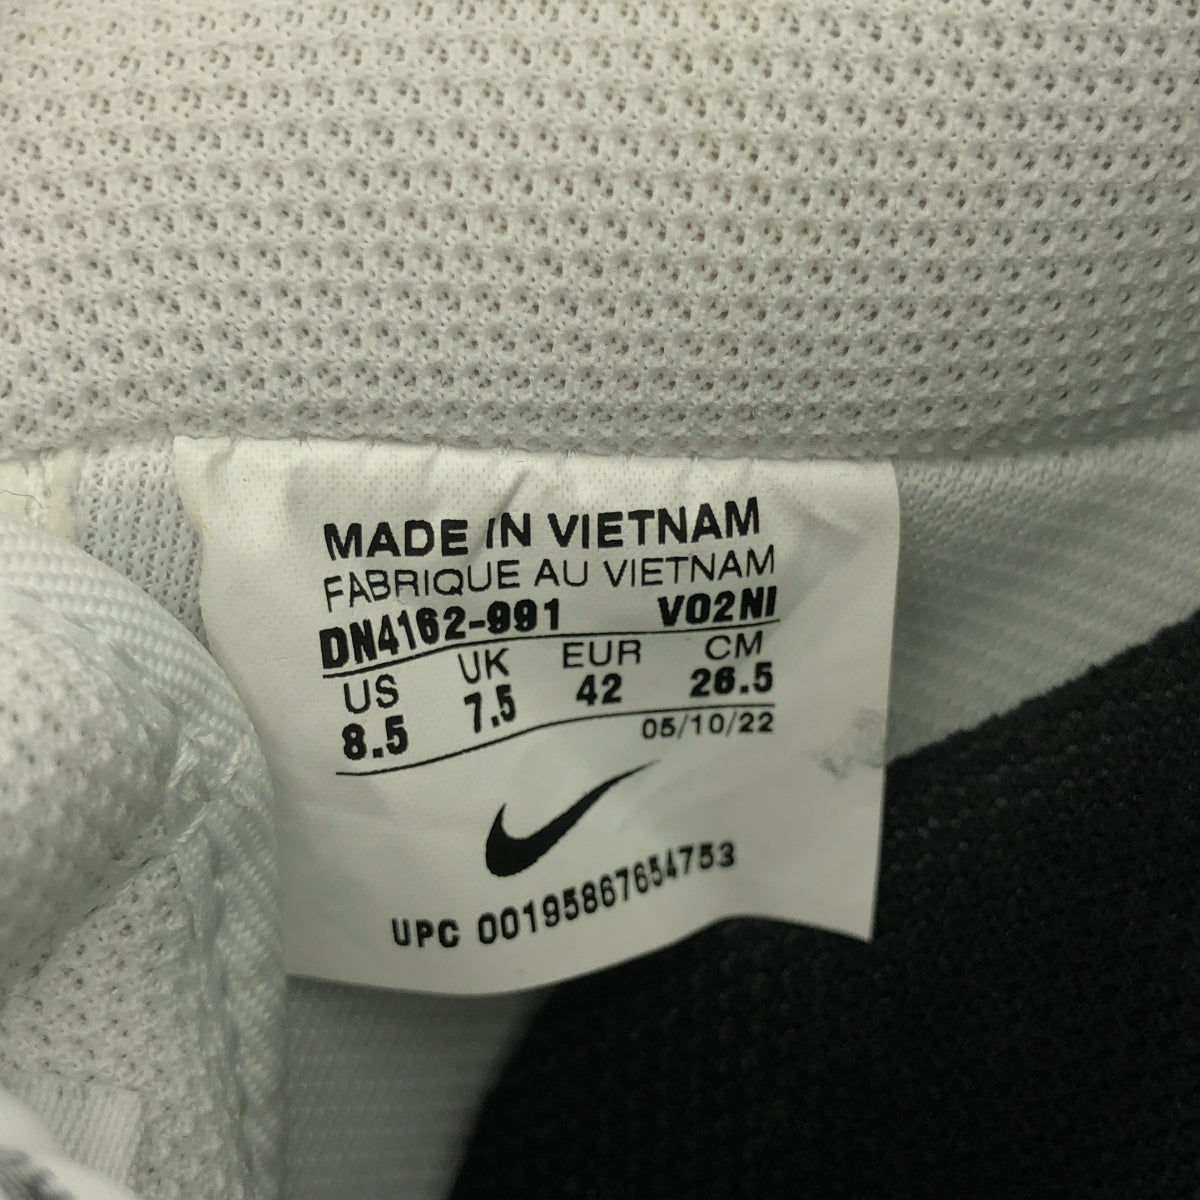 MADE IN VIETNAM
FABRIQUE AU VIETNAM
DN4162-991 VO2NI
US UK EUR CM
8.5 7.5 42 26.5
05/10/22
UPC 00195867654753